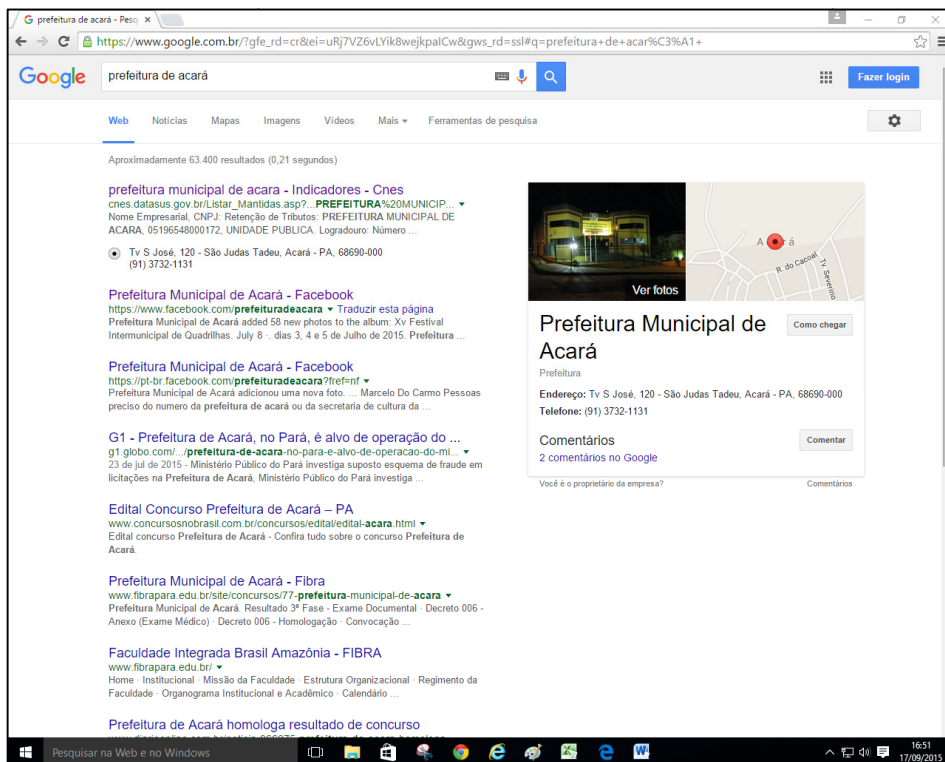 prefeitura de acará - Pesq
https://www.google.com.br/?gfe_rd=cr&ei=uRj7VZ6vLYik8wejkpaICw&gws_rd=ssl#q=prefeitura+de+acar%C3%A1+
Google
prefeitura de acará
Fazer login
Web Notícias Mapas Imagens Vídeos Mais Ferramentas de pesquisa
Aproximadamente 63.400 resultados (0,21 segundos)
prefeitura municipal de acara - Indicadores - Cnes
cnes.datasus.gov.br/Listar_Mantidas.asp?...PREFEITURA%20MUNICIP...
Nome Empresarial, CNPJ: Retenção de Tributos: PREFEITURA MUNICIPAL DE
ACARA, 05196548000172, UNIDADE PUBLICA. Logradouro: Número ...
Tv S José, 120 - São Judas Tadeu, Acará - PA, 68690-000
(91) 3732-1131
Prefeitura Municipal de Acará - Facebook
https://www.facebook.com/prefeituradeacara Traduzir esta página
Prefeitura Municipal de Acará added 58 new photos to the album: Xv Festival
Intermunicipal de Quadrilhas. July 8 · dias 3, 4 e 5 de Julho de 2015. Prefeitura ...
Prefeitura Municipal de Acará - Facebook
https://pt-br.facebook.com/prefeituradeacara?fref=nf
Prefeitura Municipal de Acará adicionou uma nova foto. ... Marcelo Do Carmo Pessoas
preciso do numero da prefeitura de acará ou da secretaria de cultura da ...
G1 - Prefeitura de Acará, no Pará, é alvo de operação do ...
g1.globo.com/.../prefeitura-de-acara-no-para-e-alvo-de-operacao-do-mi...
23 de jul de 2015 - Ministério Público do Pará investiga suposto esquema de fraude em
licitações na Prefeitura de Acará, Ministério Público do Pará investiga ...
Edital Concurso Prefeitura de Acará – PA
www.concursosnobrasil.com.br/concursos/edital/edital-acara.html
Edital concurso Prefeitura de Acará - Confira tudo sobre o concurso Prefeitura de
Acará.
Prefeitura Municipal de Acará - Fibra
www.fibrapara.edu.br/site/concursos/77-prefeitura-municipal-de-acara
Prefeitura Municipal de Acará. Resultado 3ª Fase - Exame Documental · Decreto 006 -
Anexo (Exame Médico) · Decreto 006 - Homologação · Convocação ...
Faculdade Integrada Brasil Amazônia - FIBRA
www.fibrapara.edu.br/
Home · Institucional · Missão da Faculdade · Estrutura Organizacional · Regimento da
Faculdade · Organograma Institucional e Acadêmico · Calendário ...
Prefeitura de Acará homologa resultado de concurso
Ver fotos
Acará
R. do Cacoal
Tv. Severino
Prefeitura Municipal de
Acará
Como chegar
Prefeitura
Endereço: Tv S José, 120 - São Judas Tadeu, Acará - PA, 68690-000
Telefone: (91) 3732-1131
Comentários
Comentar
2 comentários no Google
Você é o proprietário da empresa? Comentários
Pesquisar na Web e no Windows
16:51
17/09/2015